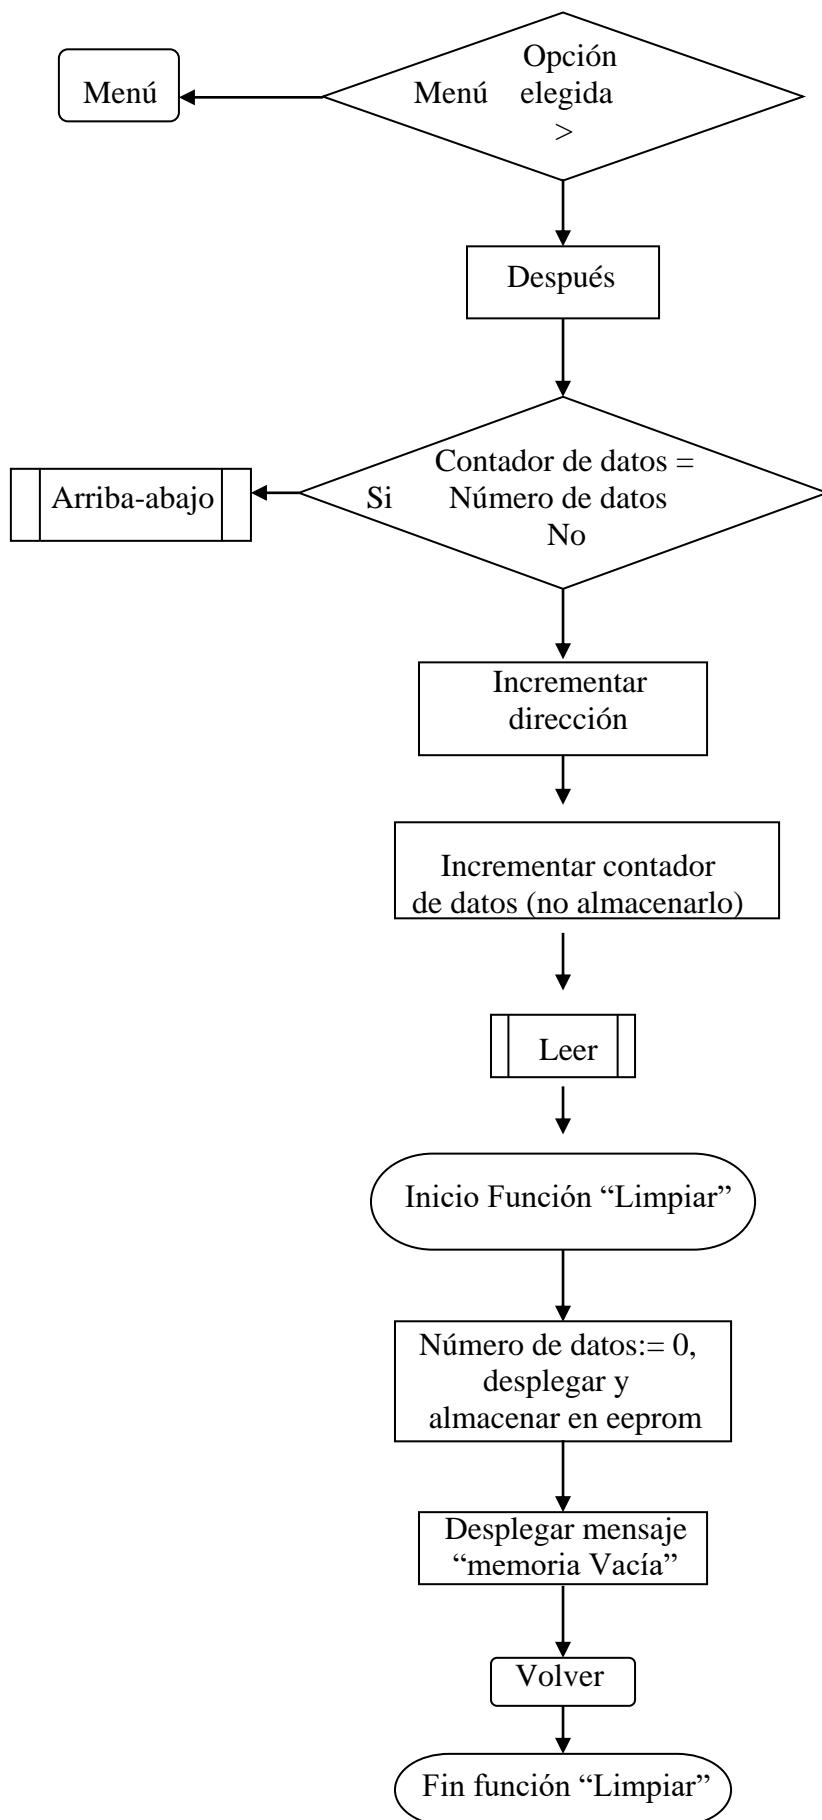 Opción
Menú
Menú elegida
>
Después
Contador de datos =
Arriba-abajo
Si Número de datos
No
Incrementar
dirección
Incrementar contador
de datos (no almacenarlo)
Leer
Inicio Función “Limpiar”
Número de datos:= 0,
desplegar y
almacenar en eeprom
Desplegar mensaje
“memoria Vacía”
Volver
Fin función “Limpiar”